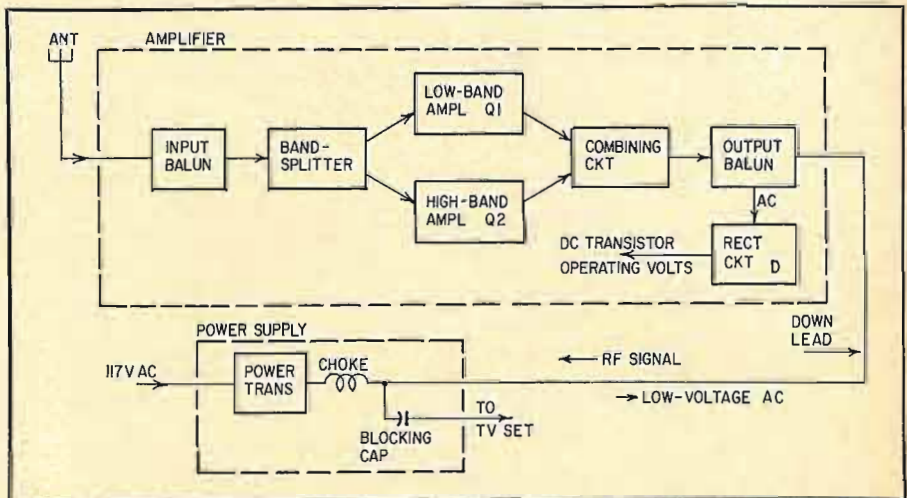 ANT
AMPLIFIER
INPUT
BALUN
BAND-
SPLITTER
LOW-BAND
AMPL Q1
HIGH-BAND
AMPL Q2
COMBINING
CKT
OUTPUT
BALUN
AC
RECT
CKT D
DC TRANSISTOR
OPERATING VOLTS
DOWN
LEAD
RF SIGNAL
LOW-VOLTAGE AC
POWER SUPPLY
117V AC
POWER
TRANS
CHOKE
BLOCKING
CAP
TO
TV SET